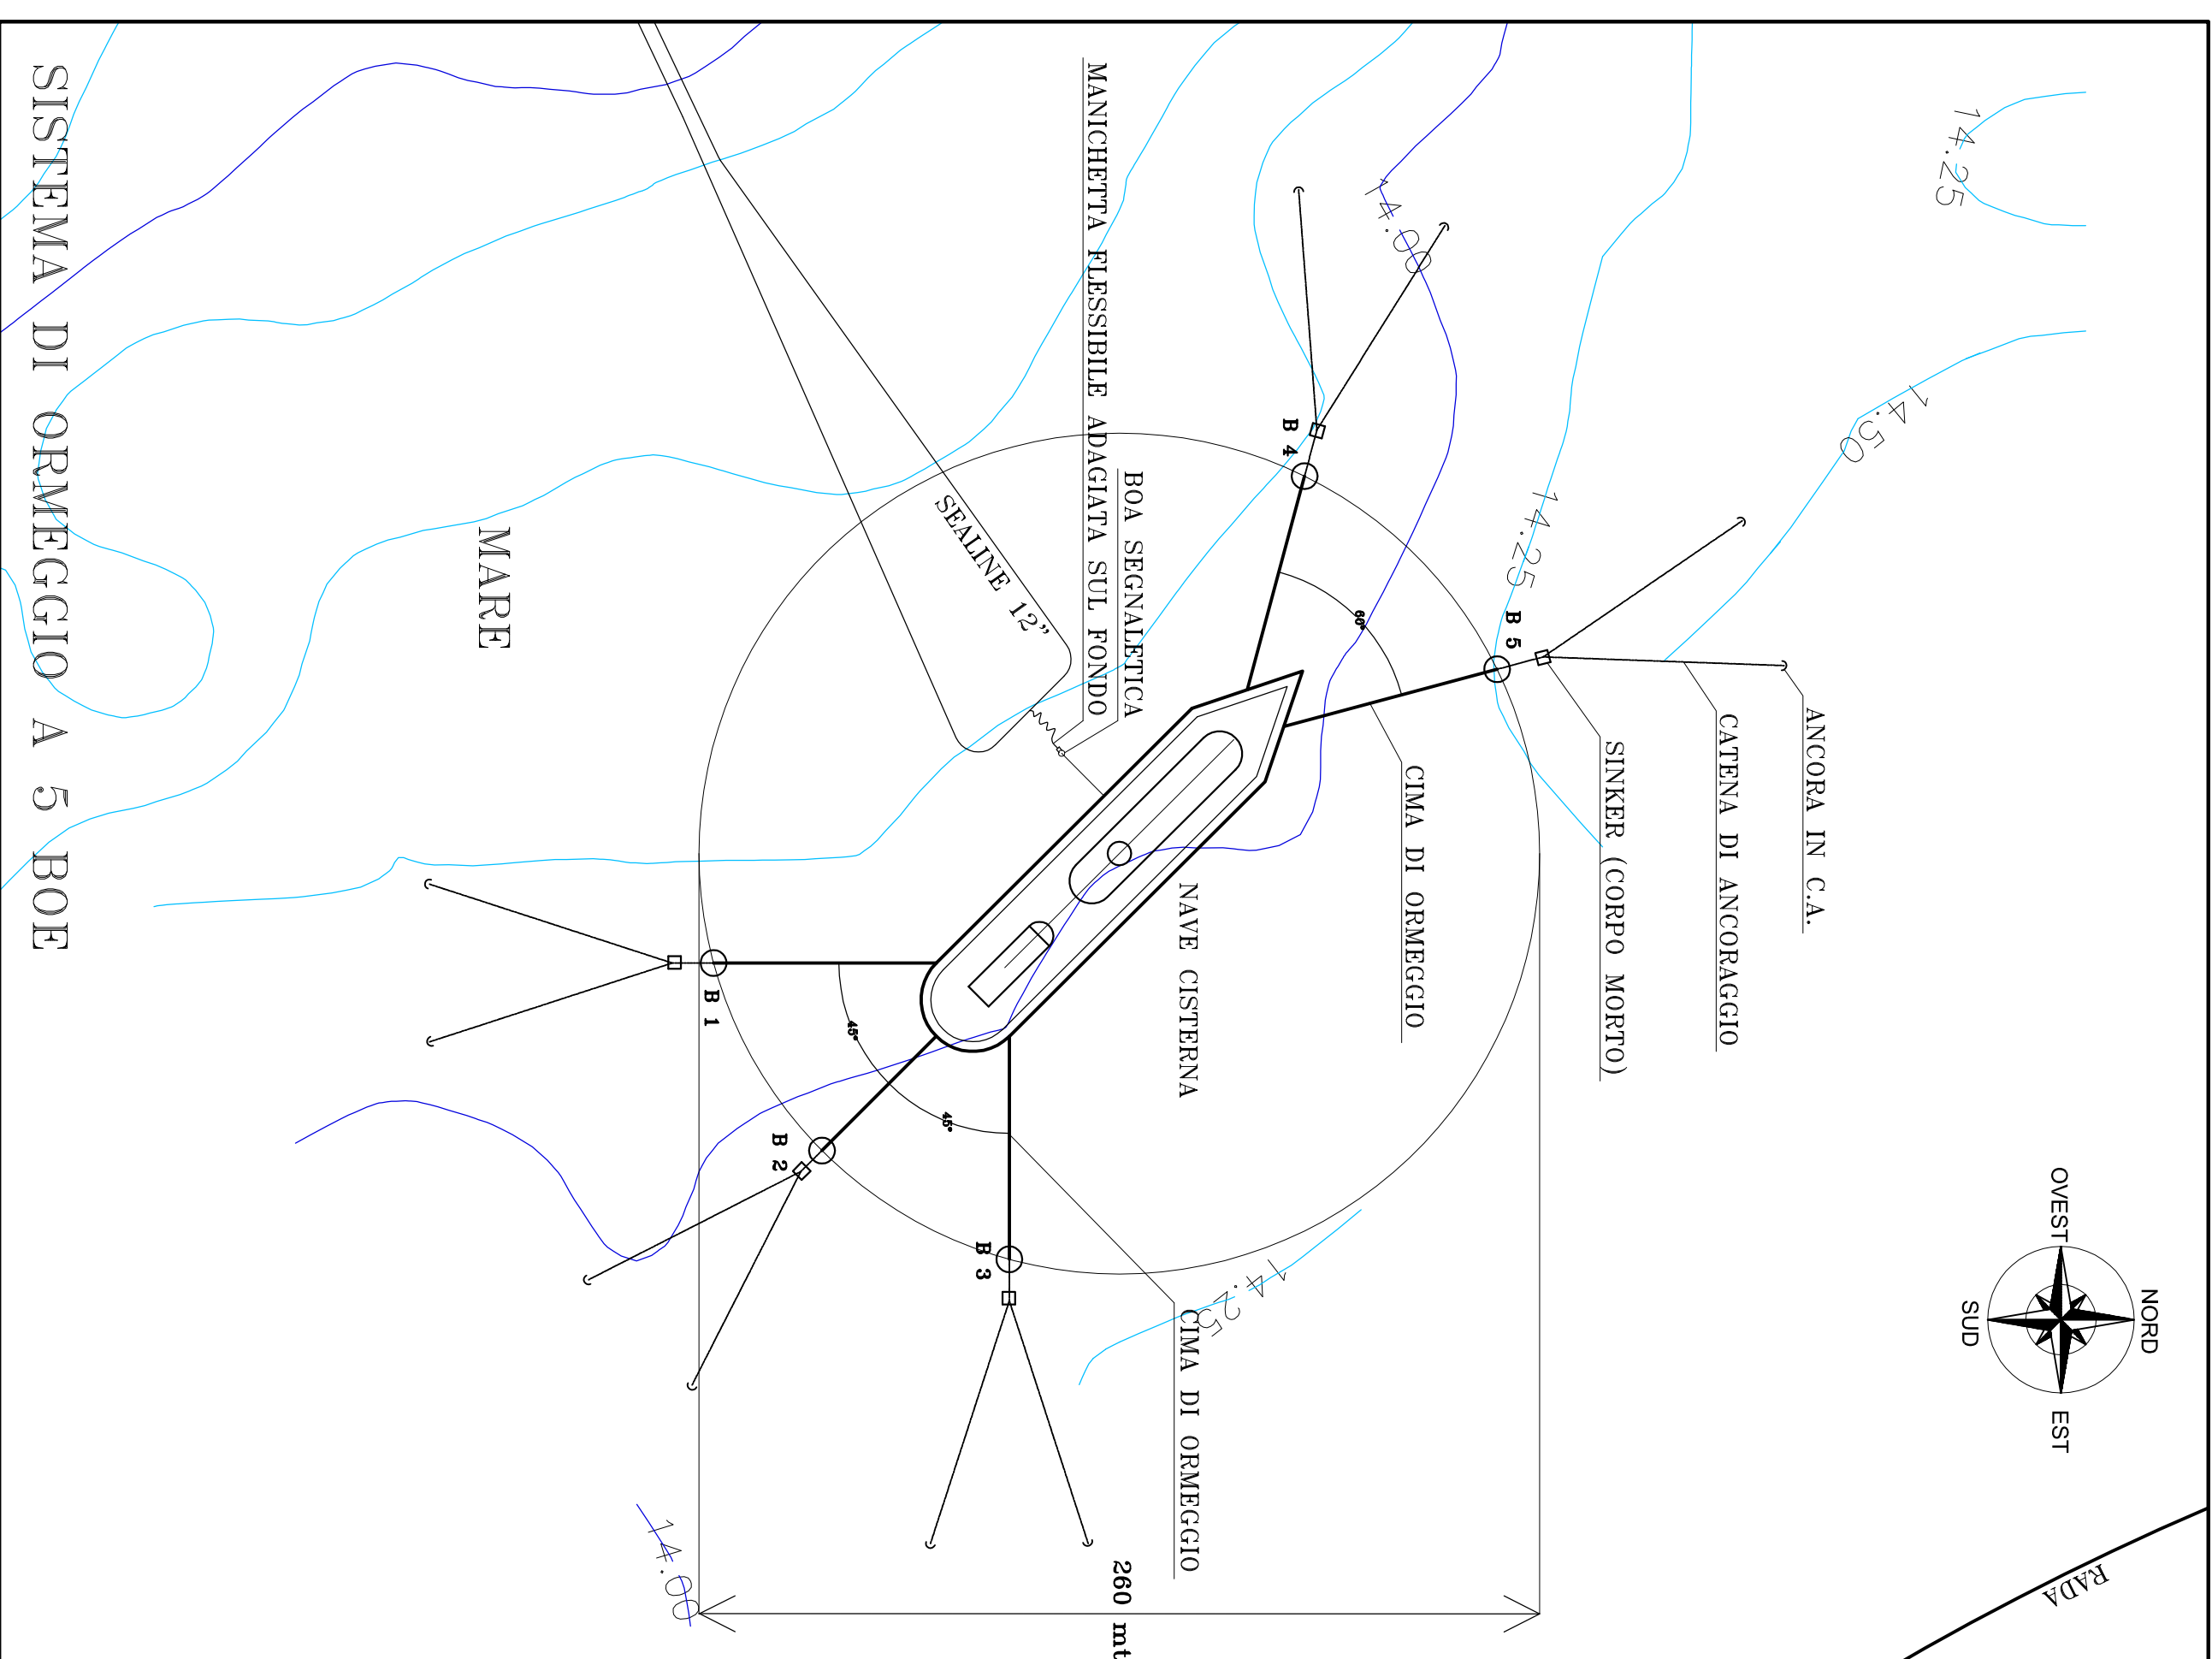 SISTEMA DI ORMEGGIO A 5 BOE
MARE
MANICHETTA FLESSIBILE ADAGIATA SUL FONDO
BOA SEGNALETICA
SEALINE 12”
NAVE CISTERNA
CIMA DI ORMEGGIO
SINKER (CORPO MORTO)
CATENA DI ANCORAGGIO
ANCORA IN C.A.
CIMA DI ORMEGGIO
B 1
B 2
B 3
B 4
B 5
45°
45°
60°
260 mt
14.00
14.25
14.50
14.25
14.25
14.00
NORD
OVEST
EST
SUD
RADA